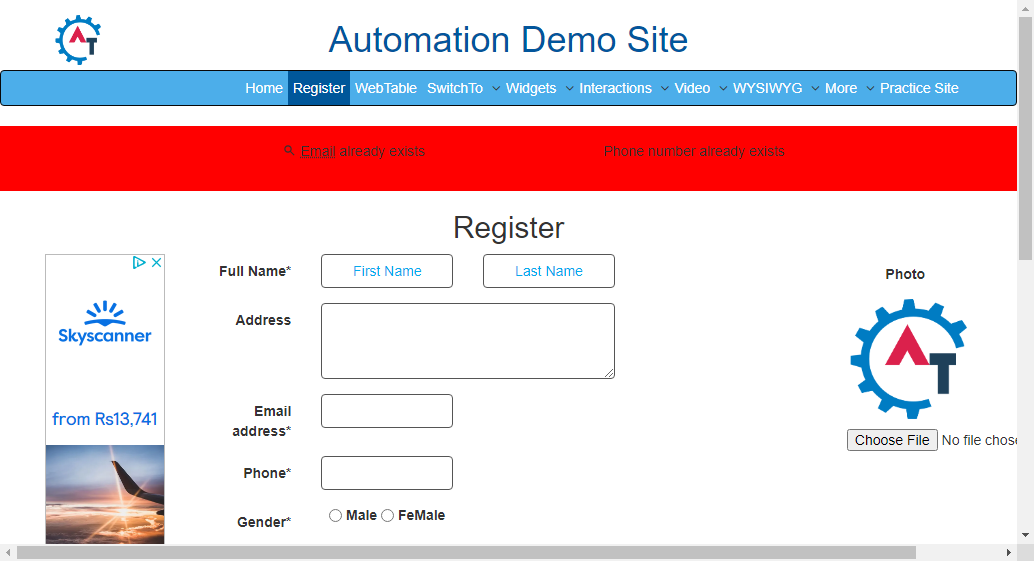 Automation Demo Site
Home Register WebTable SwitchTo Widgets Interactions Video WYSIWYG More Practice Site
Email already exists Phone number already exists
Register
Full Name* First Name Last Name
Photo
Address
Skyscanner
from Rs13,741
Email
address*
Choose File No file chose
Phone*
Gender* Male FeMale
AT